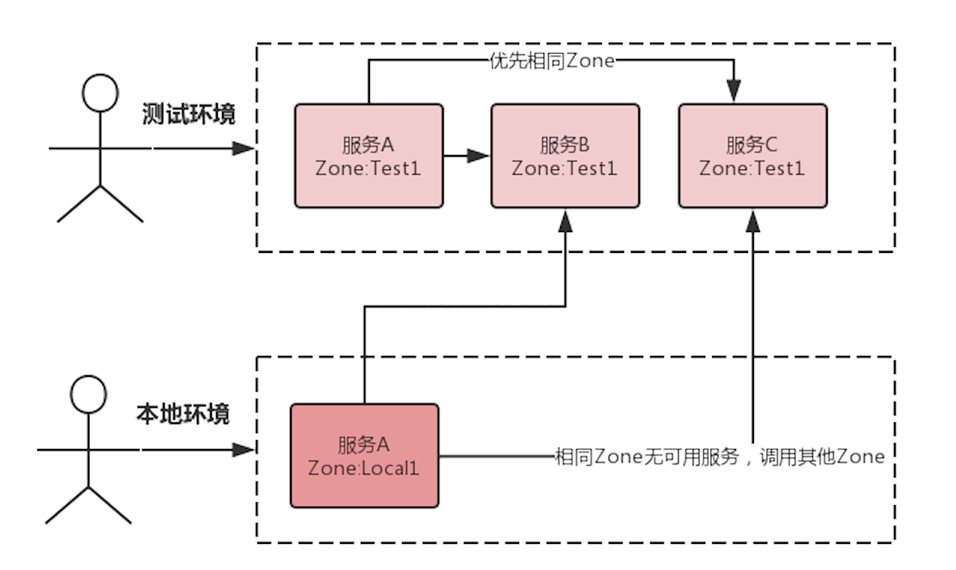 优先相同Zone
测试环境
服务A
Zone:Test1
服务B
Zone:Test1
服务C
Zone:Test1
本地环境
服务A
Zone:Local1
相同Zone无可用服务，调用其他Zone